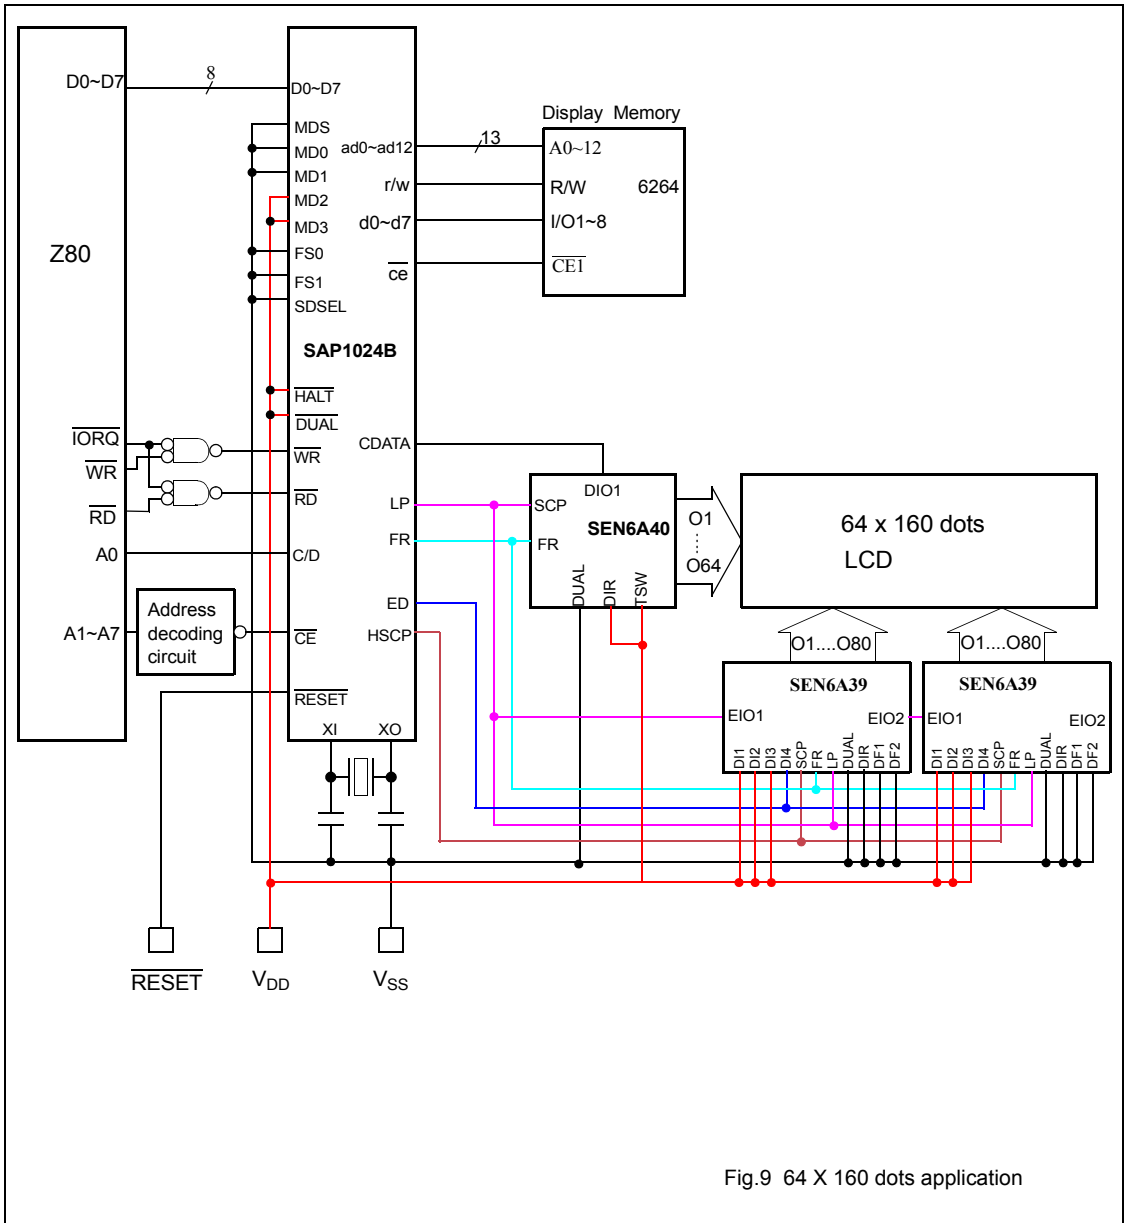 D0~D7
8
D0~D7
MDS
MD0
MD1
MD2
MD3
FS0
FS1
SDSEL
Z80
SAP1024B
ad0~ad12
13
r/w
d0~d7
ce
Display Memory
A0~12
R/W
6264
I/O1~8
CE1
HALT
DUAL
IORQ
WR
WR
RD
RD
A0
C/D
A1~A7
Address
decoding
circuit
CE
RESET
XI
XO
CDATA
LP
FR
ED
HSCP
DIO1
SCP
SEN6A40
FR
DUAL
DIR
TSW
O1
......
O64
64 x 160 dots
LCD
O1....O80
O1....O80
SEN6A39
SEN6A39
EIO1
EIO2
EIO1
EIO2
DI1
DI2
DI3
DI4
SCP
FR
LP
DUAL
DIR
DF1
DF2
DI1
DI2
DI3
DI4
SCP
FR
LP
DUAL
DIR
DF1
DF2
RESET
VDD
VSS
Fig.9 64 X 160 dots application